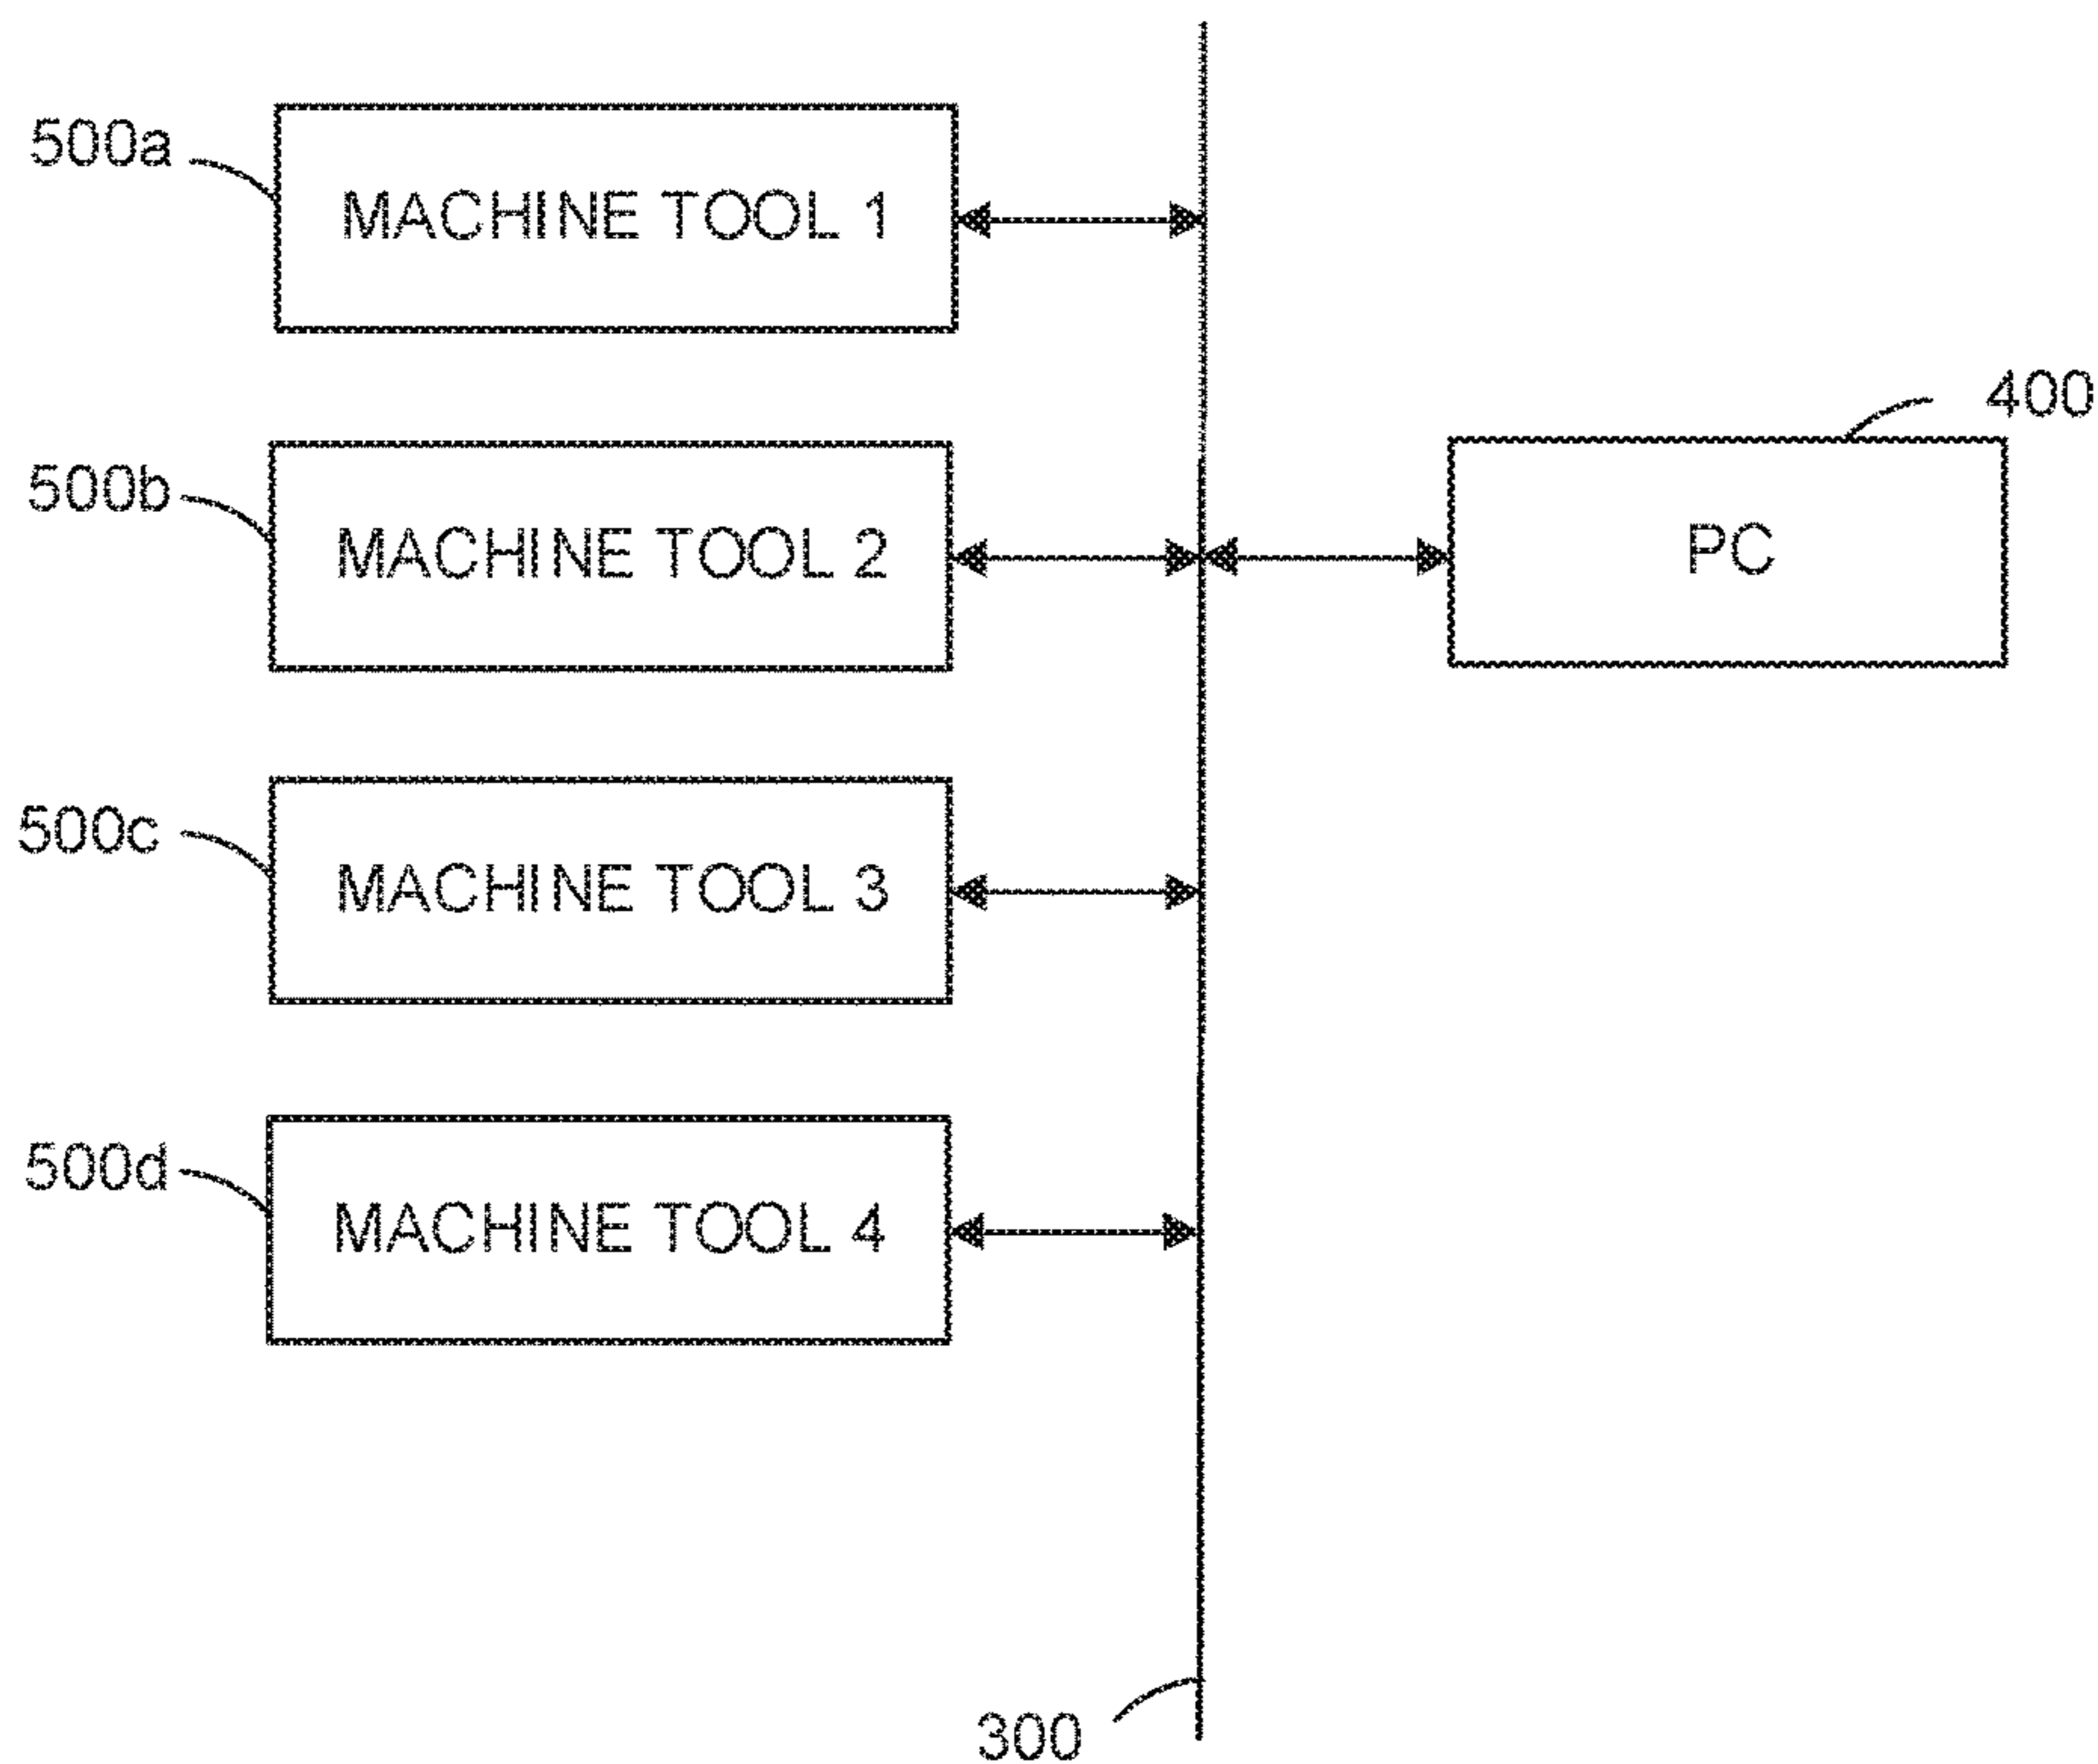 500a
MACHINE TOOL 1
400
500b
MACHINE TOOL 2
PC
500c
MACHINE TOOL 3
500d
MACHINE TOOL 4
300